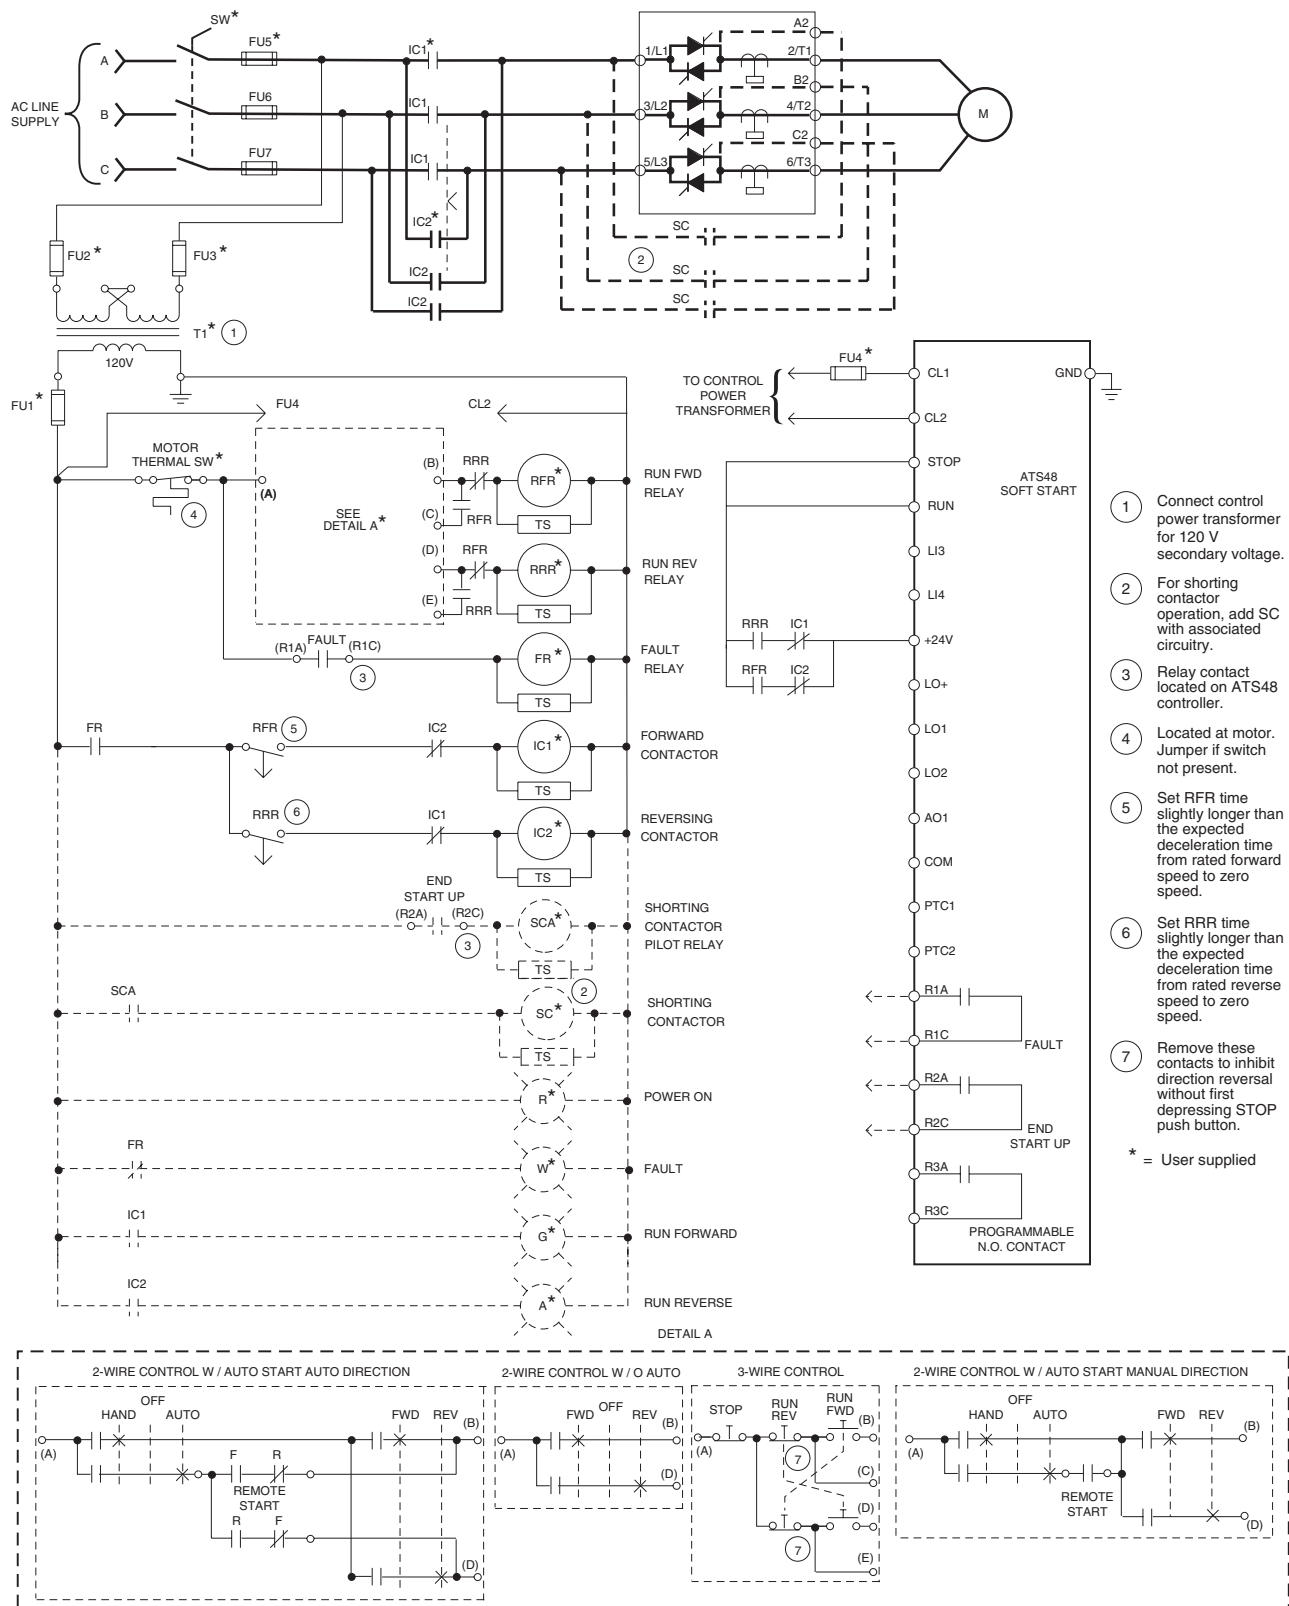 SW*
FU5*
IC1*
A2
A
1/L1
2/T1
B2
AC LINE
SUPPLY
FU6
B
IC1
3/L2
4/T2
M
C2
FU7
C
IC1
5/L3
6/T3
IC2*
SC
2
FU2*
FU3*
IC2
SC
IC2
SC
T1*
1
120V
FU1*
FU4
CL2
MOTOR
THERMAL SW*
4
(A)
SEE
DETAIL A*
(B)
RRR
RFR*
RUN FWD
RELAY
(C)
RFR
TS
(D)
RFR
RRR*
RUN REV
RELAY
(E)
RRR
TS
(R1A)
FAULT
(R1C)
3
FR*
FAULT
RELAY
TS
FR
RFR
5
IC2
IC1*
FORWARD
CONTACTOR
TS
RRR
6
IC1
IC2*
REVERSING
CONTACTOR
TS
END
START UP
(R2A)
(R2C)
3
SCA*
SHORTING
CONTACTOR
PILOT RELAY
TS
SCA
2
SC*
SHORTING
CONTACTOR
TS
R*
POWER ON
FR
W*
FAULT
IC1
G*
RUN FORWARD
IC2
A*
RUN REVERSE
TO CONTROL
POWER
TRANSFORMER
FU4*
CL1
GND
CL2
STOP
ATS48
SOFT START
RUN
LI3
LI4
RRR
IC1
+24V
RFR
IC2
LO+
LO1
LO2
AO1
COM
PTC1
PTC2
R1A
R1C
FAULT
R2A
R2C
END
START UP
R3A
R3C
PROGRAMMABLE
N.O. CONTACT
1
Connect control
power transformer
for 120 V
secondary voltage.
2
For shorting
contactor
operation, add SC
with associated
circuitry.
3
Relay contact
located on ATS48
controller.
4
Located at motor.
Jumper if switch
not present.
5
Set RFR time
slightly longer than
the expected
deceleration time
from rated forward
speed to zero
speed.
6
Set RRR time
slightly longer than
the expected
deceleration time
from rated reverse
speed to zero
speed.
7
Remove these
contacts to inhibit
direction reversal
without first
depressing STOP
push button.
* = User supplied
DETAIL A
2-WIRE CONTROL W / AUTO START AUTO DIRECTION
OFF
HAND
AUTO
FWD
REV
(A)
(B)
F
R
REMOTE
START
R
F
(D)
2-WIRE CONTROL W / O AUTO
OFF
FWD
REV
(A)
(B)
(D)
3-WIRE CONTROL
STOP
RUN
REV
RUN
FWD
(A)
(B)
7
(C)
(D)
7
(E)
2-WIRE CONTROL W / AUTO START MANUAL DIRECTION
OFF
HAND
AUTO
FWD
REV
(A)
(B)
REMOTE
START
(D)